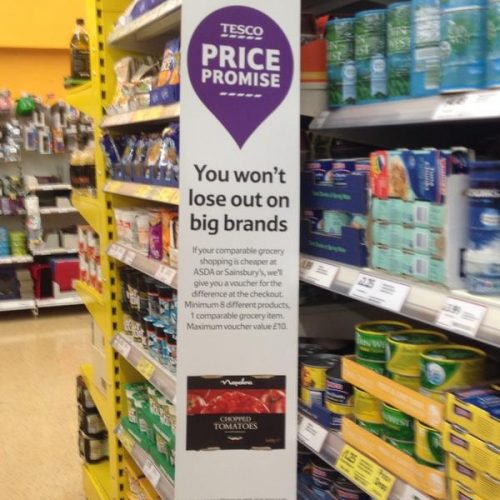 TESCO
PRICE
PROMISE
You won't
lose out on
big brands
If your comparable grocery
shopping is cheaper at
ASDA or Sainsbury's, we'll
give you a voucher for the
difference at the checkout.
Minimum 8 different products,
1 comparable grocery item.
Maximum voucher value £10.
Napolina
CHOPPED
TOMATOES